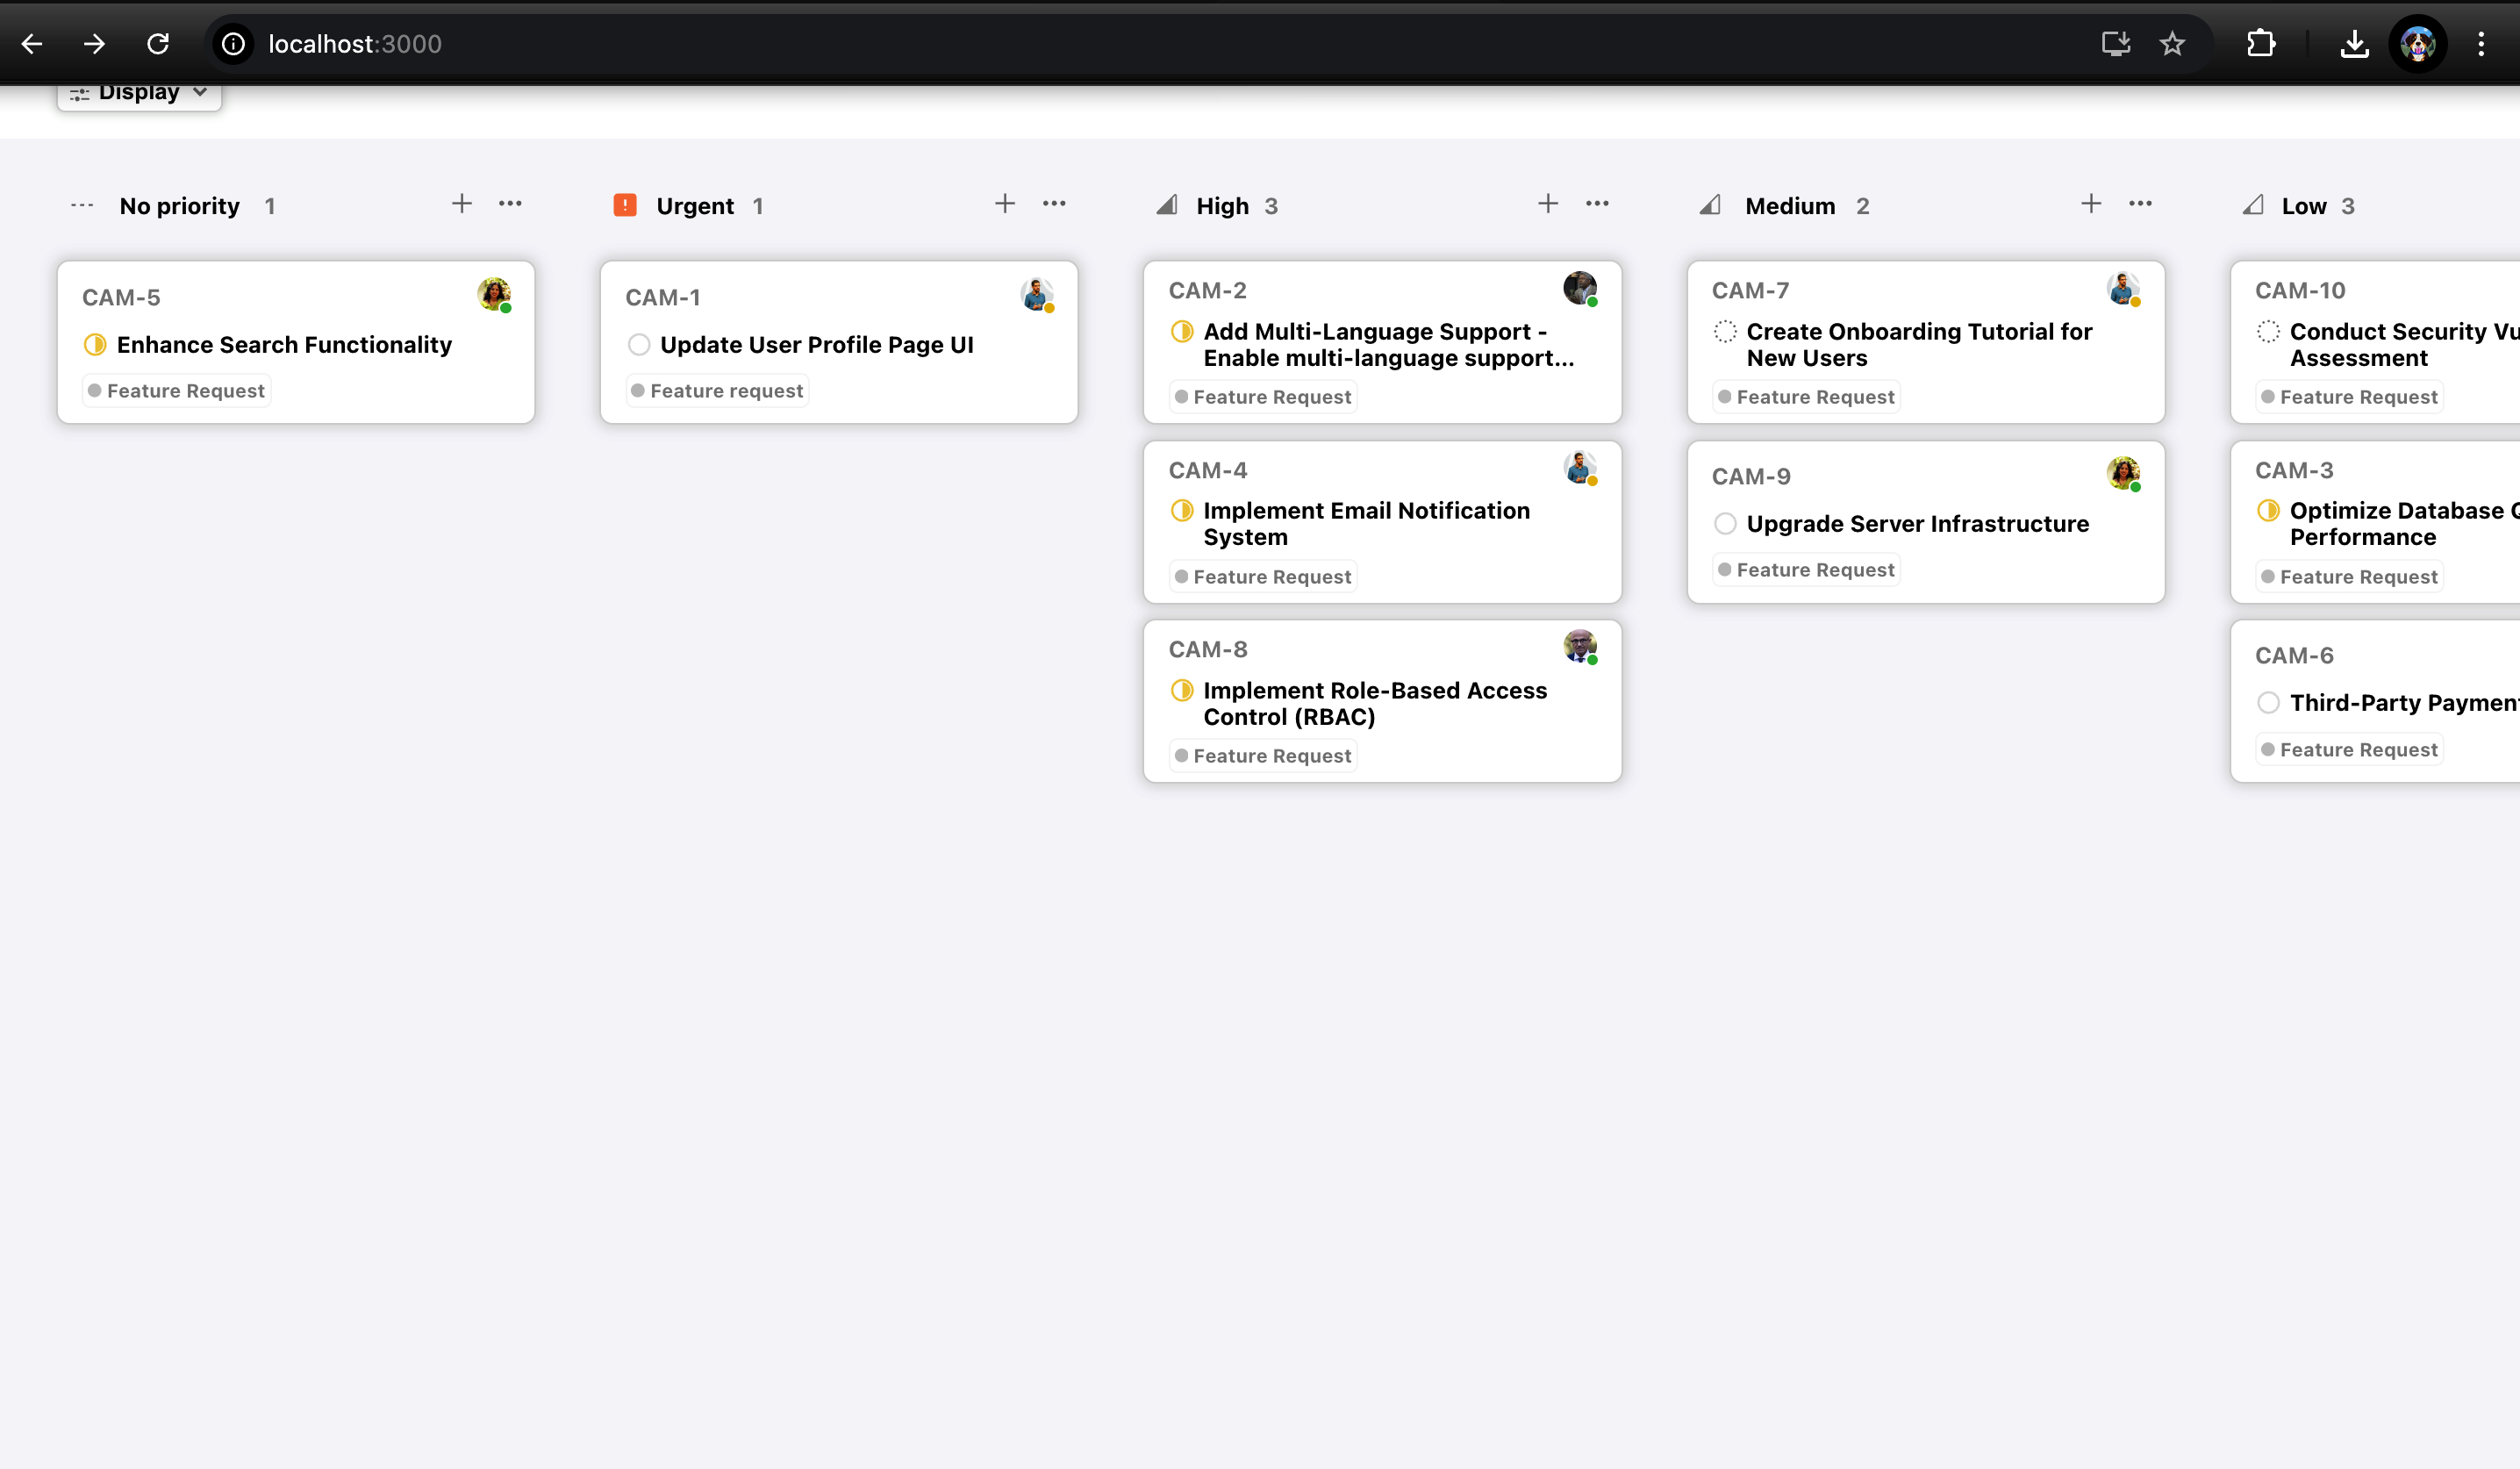 localhost:3000
Display
No priority 1
Urgent 1
High 3
Medium 2
Low 3
CAM-5
Enhance Search Functionality
Feature Request
CAM-1
Update User Profile Page UI
Feature request
CAM-2
Add Multi-Language Support -
Enable multi-language support...
Feature Request
CAM-4
Implement Email Notification
System
Feature Request
CAM-8
Implement Role-Based Access
Control (RBAC)
Feature Request
CAM-7
Create Onboarding Tutorial for
New Users
Feature Request
CAM-9
Upgrade Server Infrastructure
Feature Request
CAM-10
Conduct Security
Assessment
Feature Request
CAM-3
Optimize Database
Performance
Feature Request
CAM-6
Third-Party
Feature Request